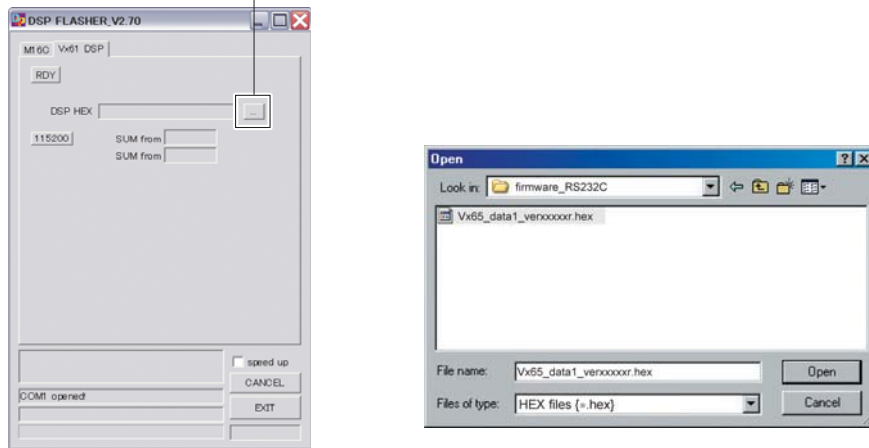 DSP FLASHER_V2.70
M16C Vx61 DSP
RDY
DSP HEX ...
115200 SUM from
SUM from
speed up
CANCEL
COM1 opened!
EXIT
Open
Look in: firmware_RS232C
Vx65_data1_verxxxxxr.hex
File name: Vx65_data1_verxxxxxr.hex Open
Files of type: HEX files {*.hex} Cancel